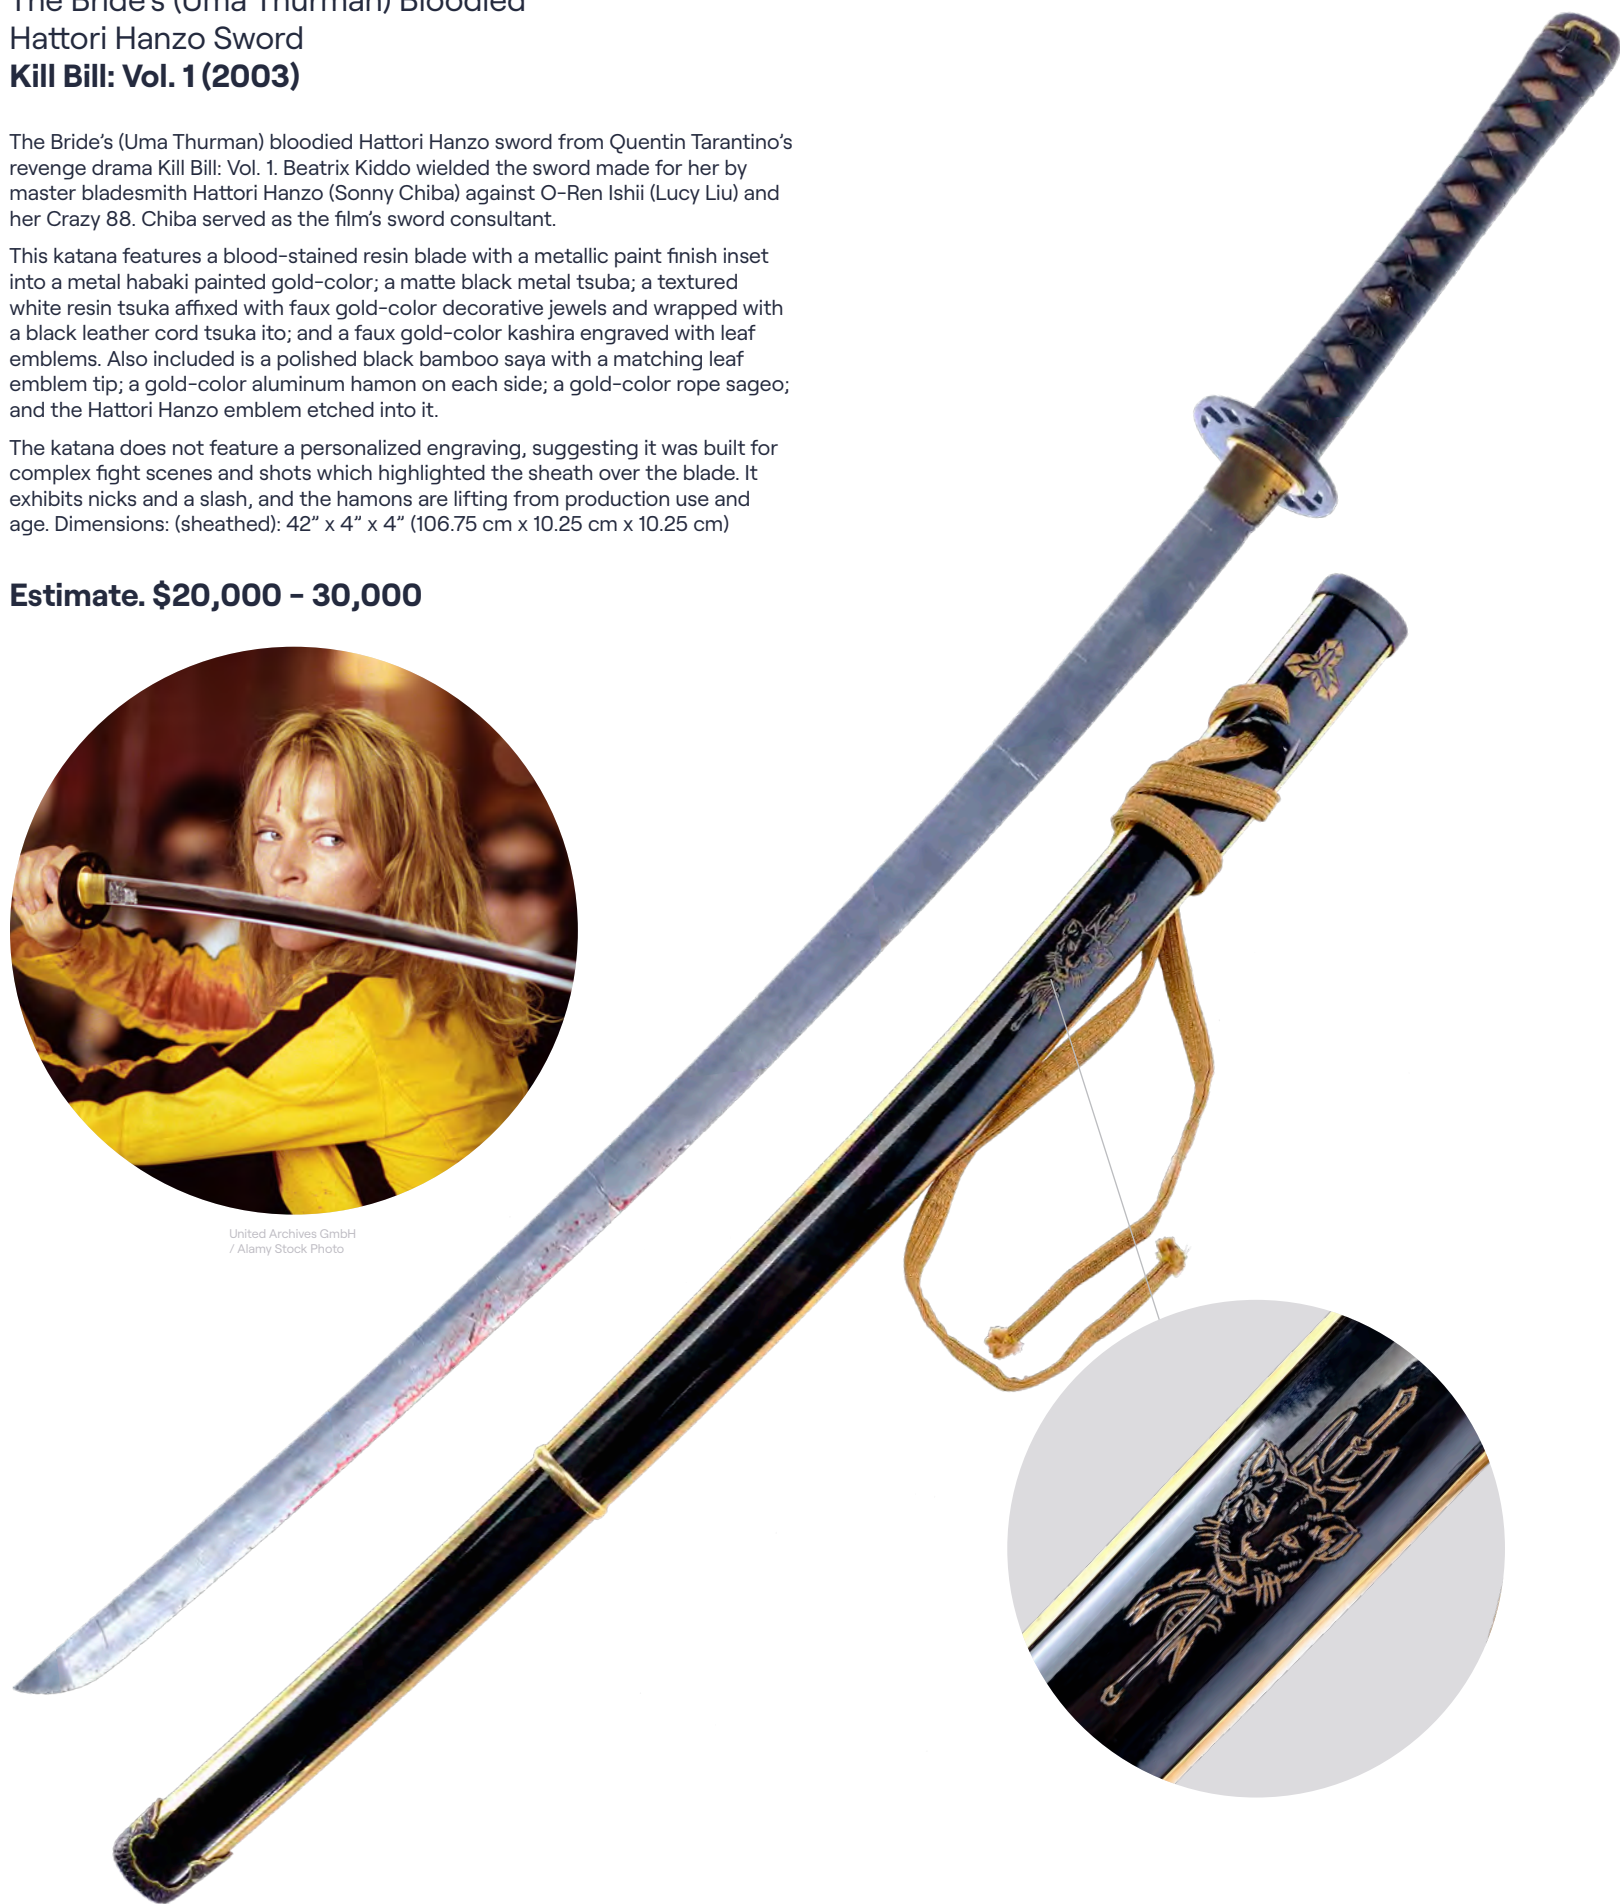 The Bride's (Uma Thurman) Bloodied
Hattori Hanzo Sword
Kill Bill: Vol. 1 (2003)
The Bride's (Uma Thurman) bloodied Hattori Hanzo sword from Quentin Tarantino's
revenge drama Kill Bill: Vol. 1. Beatrix Kiddo wielded the sword made for her by
master bladesmith Hattori Hanzo (Sonny Chiba) against O-Ren Ishii (Lucy Liu) and
her Crazy 88. Chiba served as the film's sword consultant.
This katana features a blood-stained resin blade with a metallic paint finish inset
into a metal habaki painted gold-color; a matte black metal tsuba; a textured
white resin tsuka affixed with faux gold-color decorative jewels and wrapped with
a black leather cord tsuka ito; and a faux gold-color kashira engraved with leaf
emblems. Also included is a polished black bamboo saya with a matching leaf
emblem tip; a gold-color aluminum hamon on each side; a gold-color rope sageo;
and the Hattori Hanzo emblem etched into it.
The katana does not feature a personalized engraving, suggesting it was built for
complex fight scenes and shots which highlighted the sheath over the blade. It
exhibits nicks and a slash, and the hamons are lifting from production use and
age. Dimensions: (sheathed): 42” x 4” x 4” (106.75 cm x 10.25 cm x 10.25 cm)
Estimate. $20,000 - 30,000
United Archives GmbH
/ Alamy Stock Photo